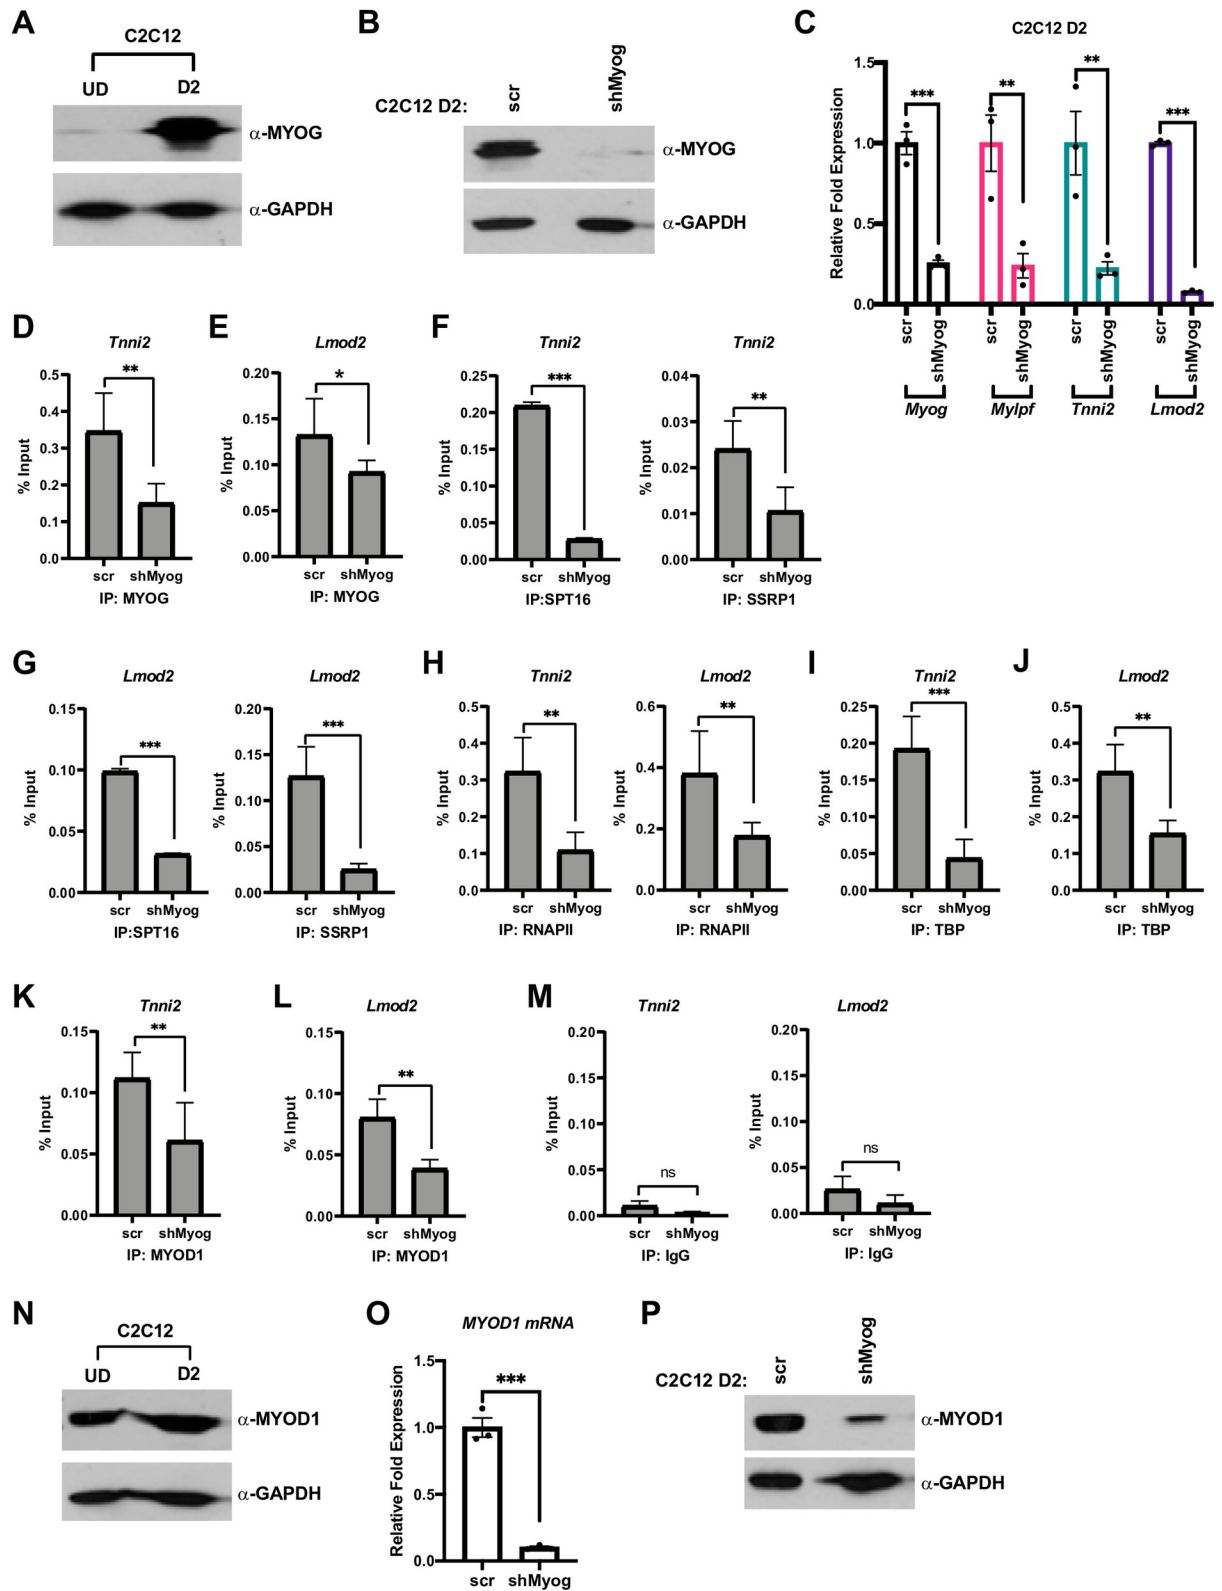 A
C2C12
UD D2
α-MYOG
α-GAPDH
B
C2C12 D2: scr shMyog
α-MYOG
α-GAPDH
C
C2C12 D2
Relative Fold Expression
1.5
1.0
0.5
0.0
*** ** ** ***
scr shMyog scr shMyog scr shMyog scr shMyog
Myog Mylpf Tnni2 Lmod2
D
Tnni2
% Input
0.5
0.4
0.3
0.2
0.1
0.0
**
scr shMyog
IP: MYOG
E
Lmod2
% Input
0.20
0.15
0.10
0.05
0.00
*
scr shMyog
IP: MYOG
F
Tnni2
% Input
0.25
0.20
0.15
0.10
0.05
0.00
***
scr shMyog
IP:SPT16
Tnni2
% Input
0.04
0.03
0.02
0.01
0.00
**
scr shMyog
IP: SSRP1
G
Lmod2
% Input
0.15
0.10
0.05
0.00
***
scr shMyog
IP:SPT16
Lmod2
% Input
0.20
0.15
0.10
0.05
0.00
***
scr shMyog
IP: SSRP1
H
Tnni2
% Input
0.5
0.4
0.3
0.2
0.1
0.0
**
scr shMyog
IP: RNAPII
Lmod2
% Input
0.6
0.4
0.2
0.0
**
scr shMyog
IP: RNAPII
I
Tnni2
% Input
0.25
0.20
0.15
0.10
0.05
0.00
***
scr shMyog
IP: TBP
J
Lmod2
% Input
0.5
0.4
0.3
0.2
0.1
0.0
**
scr shMyog
IP: TBP
K
Tnni2
% Input
0.15
0.10
0.05
0.00
**
scr shMyog
IP: MYOD1
L
Lmod2
% Input
0.15
0.10
0.05
0.00
**
scr shMyog
IP: MYOD1
M
Tnni2
% Input
0.20
0.15
0.10
0.05
0.00
ns
scr shMyog
IP: IgG
Lmod2
% Input
0.20
0.15
0.10
0.05
0.00
ns
scr shMyog
IP: IgG
N
C2C12
UD D2
α-MYOD1
α-GAPDH
O
MYOD1 mRNA
Relative Fold Expression
1.5
1.0
0.5
0.0
***
scr shMyog
P
C2C12 D2: scr shMyog
α-MYOD1
α-GAPDH